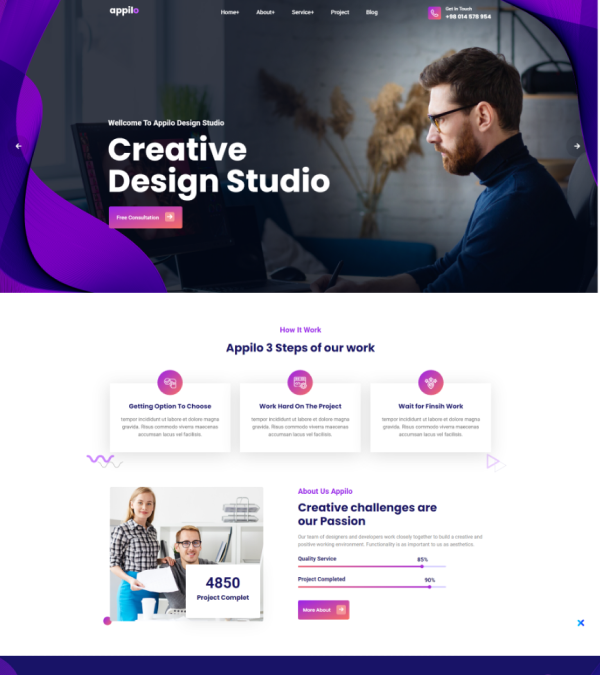 appilo
Home+ About+ Service+ Project Blog
Get In Touch
+98 014 578 954
Wellcome To Appilo Design Studio
Creative
Design Studio
Free Consultation
How It Work
Appilo 3 Steps of our work
Getting Option To Choose
tempor incididunt ut labore et dolore magna
gravida. Risus commodo viverra maecenas
accumsan lacus vel facilisis.
Work Hard On The Project
tempor incididunt ut labore et dolore magna
gravida. Risus commodo viverra maecenas
accumsan lacus vel facilisis.
Wait for Finsih Work
tempor incididunt ut labore et dolore magna
gravida. Risus commodo viverra maecenas
accumsan lacus vel facilisis.
4850
Project Complet
About Us Appilo
Creative challenges are
our Passion
Our team of designers and developers work closely together to build a creative and
positive working environment. Functionality is as important to us as aesthetics.
Quality Service 85%
Project Completed 90%
More About